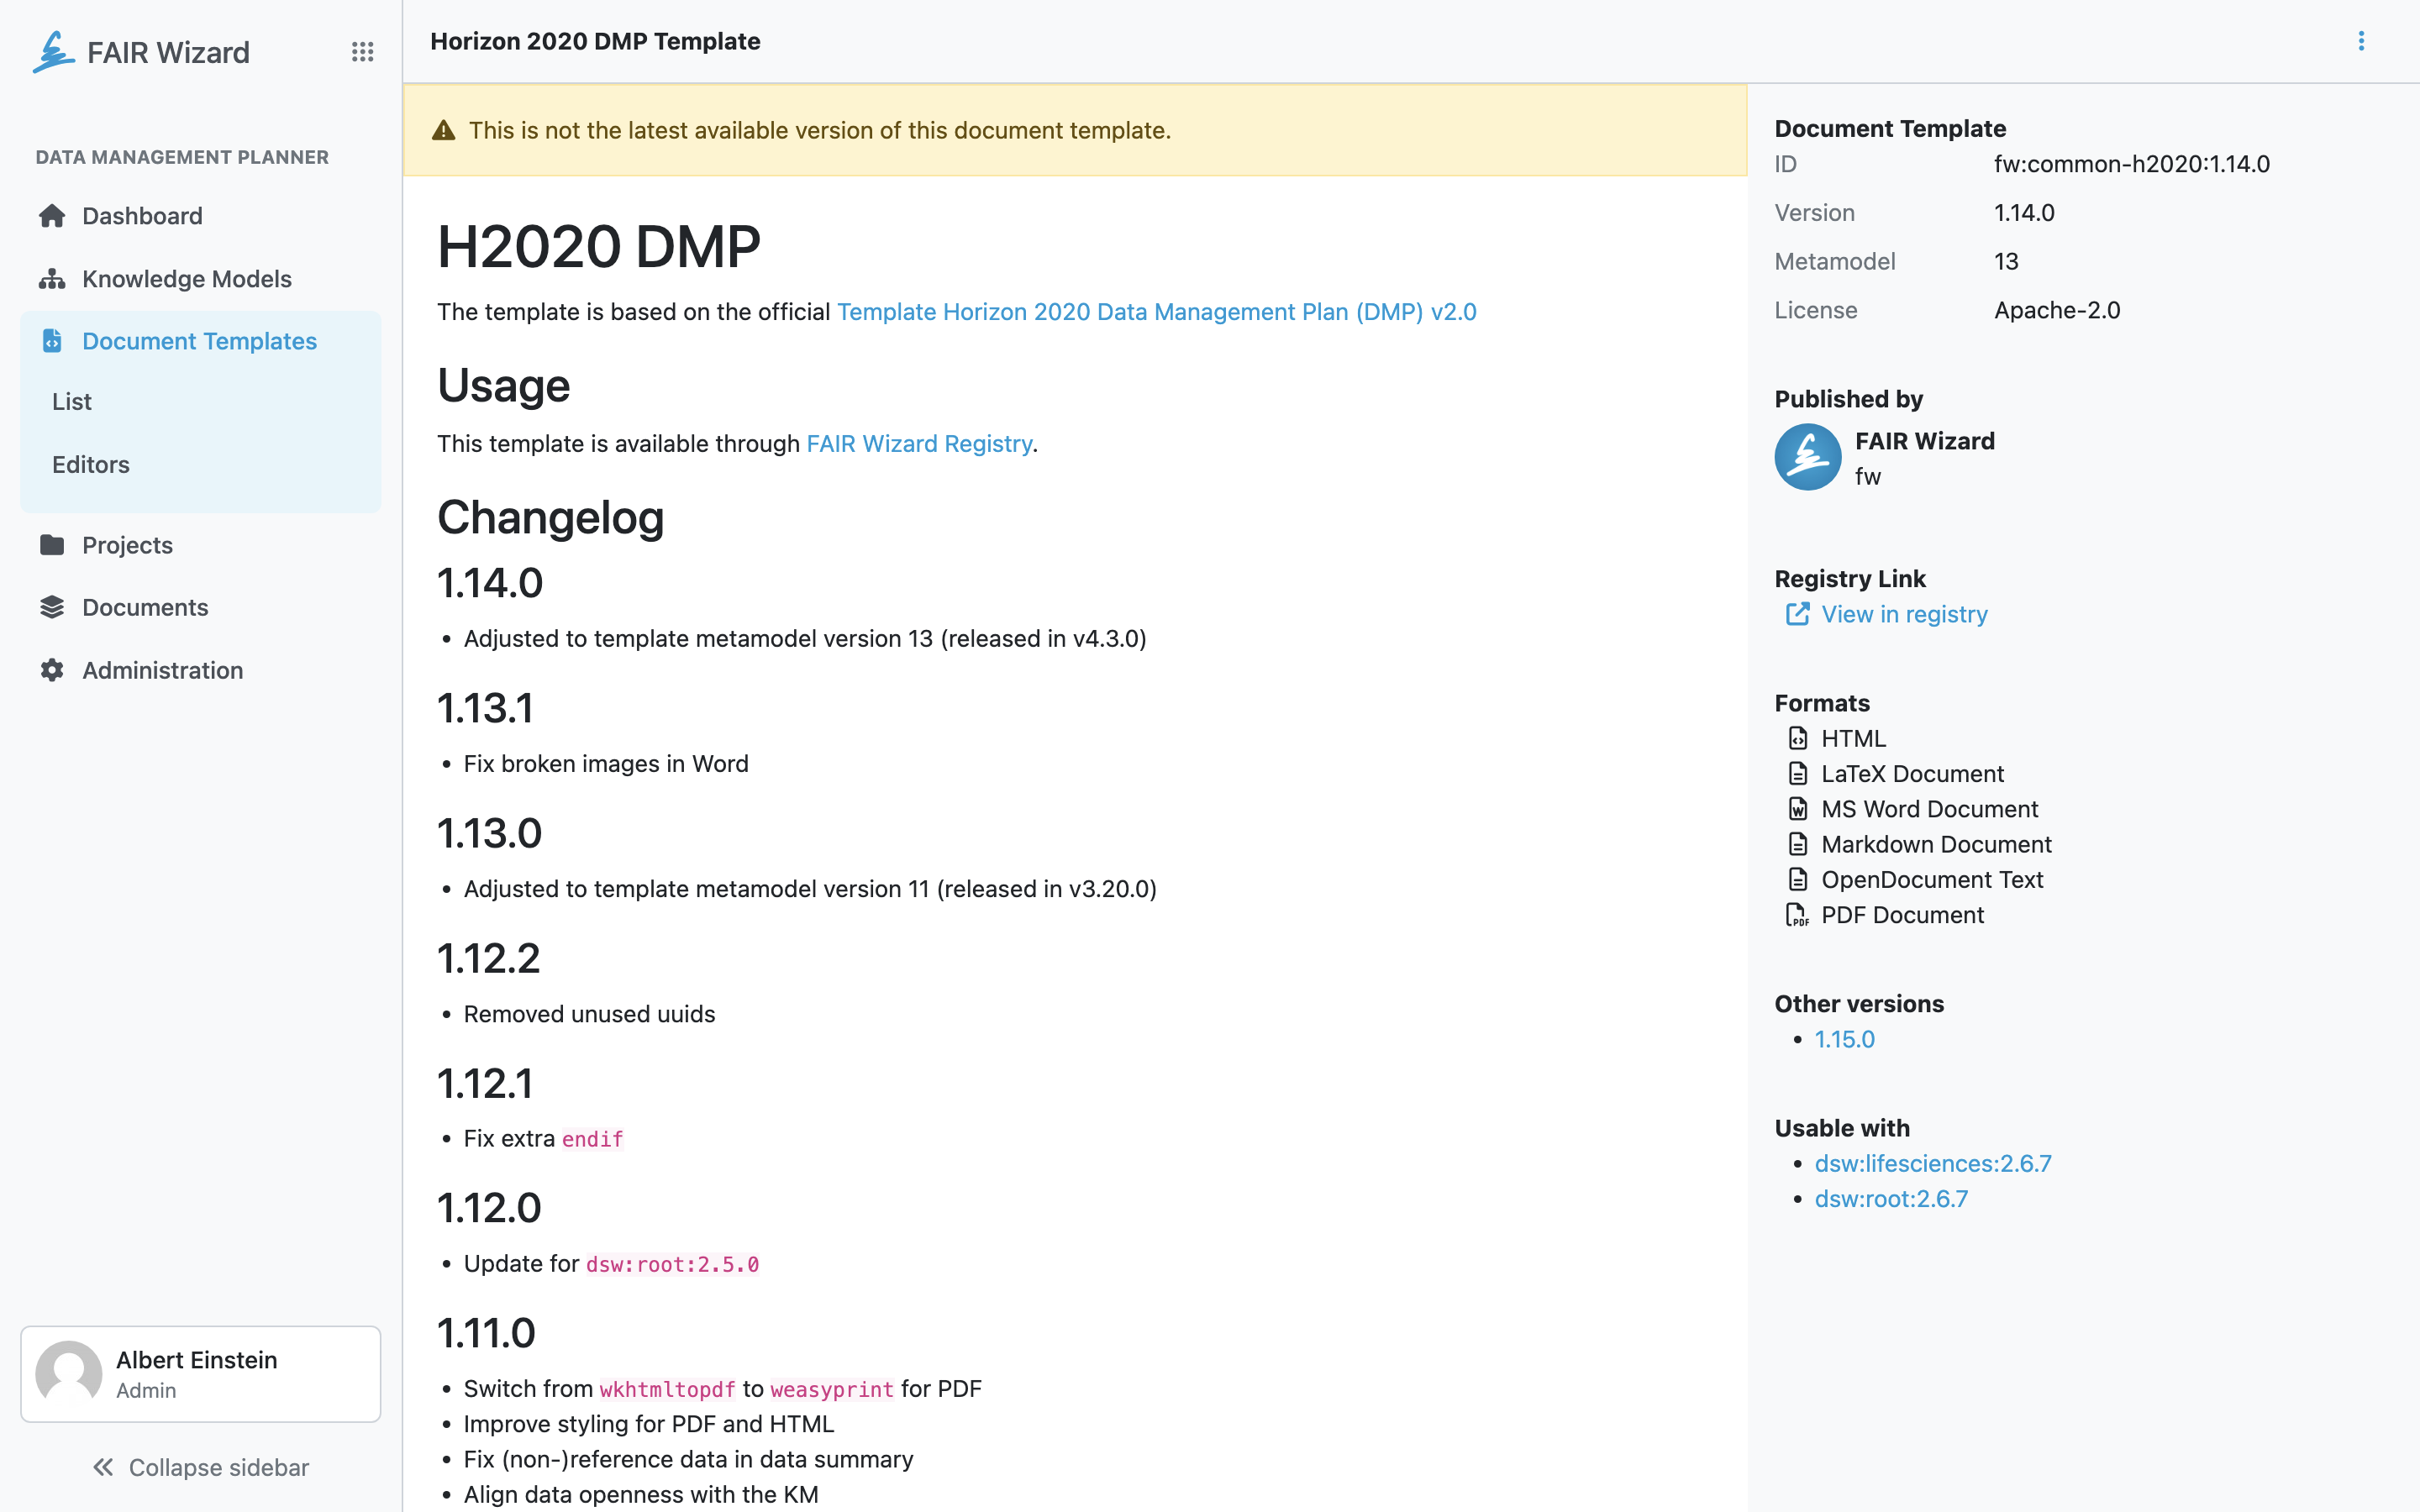 FAIR Wizard
DATA MANAGEMENT PLANNER
Dashboard
Knowledge Models
Document Templates
List
Editors
Projects
Documents
Administration
Albert Einstein
Admin
Collapse sidebar
Horizon 2020 DMP Template
This is not the latest available version of this document template.
H2020 DMP
The template is based on the official Template Horizon 2020 Data Management Plan (DMP) v2.0
Usage
This template is available through FAIR Wizard Registry.
Changelog
1.14.0
• Adjusted to template metamodel version 13 (released in v4.3.0)
1.13.1
• Fix broken images in Word
1.13.0
• Adjusted to template metamodel version 11 (released in v3.20.0)
1.12.2
• Removed unused uuids
1.12.1
• Fix extra endif
1.12.0
• Update for dsw:root:2.5.0
1.11.0
• Switch from wkhtmltopdf to weasyprint for PDF
• Improve styling for PDF and HTML
• Fix (non-)reference data in data summary
• Align data openness with the KM
Document Template
ID fw:common-h2020:1.14.0
Version 1.14.0
Metamodel 13
License Apache-2.0
Published by
FAIR Wizard
fw
Registry Link
View in registry
Formats
HTML
LaTeX Document
MS Word Document
Markdown Document
OpenDocument Text
PDF Document
Other versions
• 1.15.0
Usable with
• dsw:lifesciences:2.6.7
• dsw:root:2.6.7